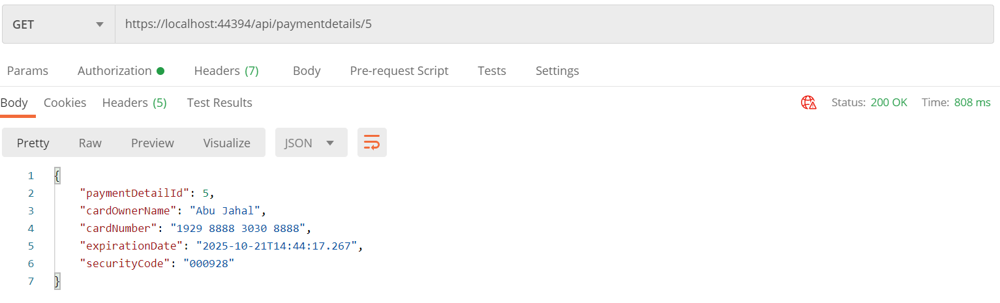 GET https://localhost:44394/api/paymentdetails/5
Params Authorization Headers (7) Body Pre-request Script Tests Settings
Body Cookies Headers (5) Test Results Status: 200 OK Time: 808 ms
Pretty Raw Preview Visualize JSON
1 {
2 "paymentDetailId": 5,
3 "cardOwnerName": "Abu Jahal",
4 "cardNumber": "1929 8888 3030 8888",
5 "expirationDate": "2025-10-21T14:44:17.267",
6 "securityCode": "000928"
7 }